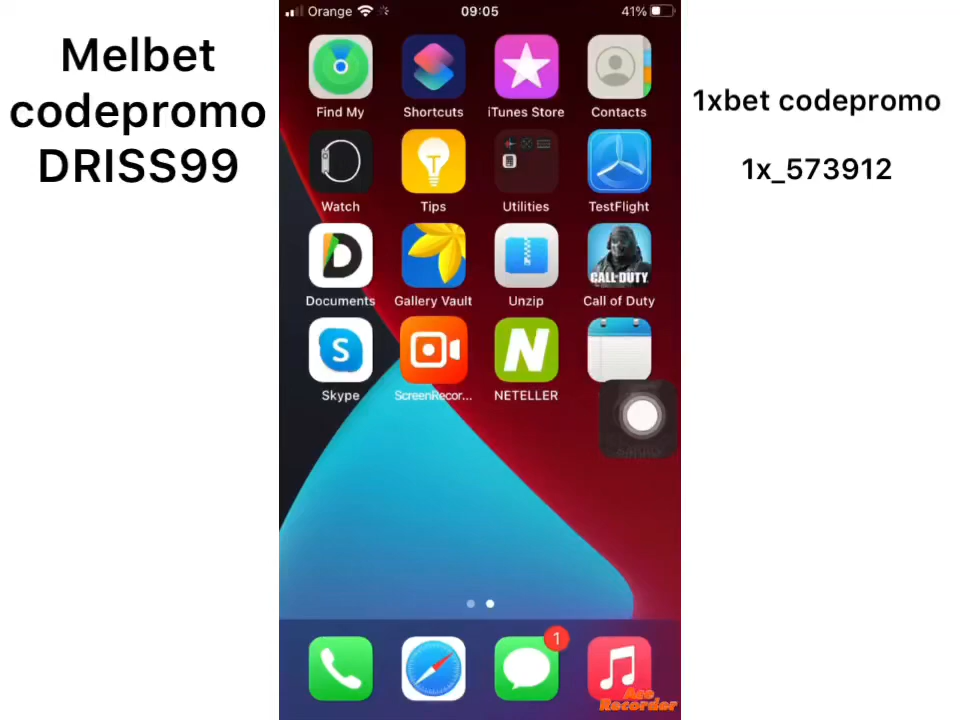 Melbet
codepromo
DRISS99
Orange
09:05
41%
Find My
Shortcuts
iTunes Store
Contacts
Watch
Tips
Utilities
TestFlight
Documents
Gallery Vault
Unzip
CALL·DUTY
Call of Duty
S
N
Skype
ScreenRecor...
NETELLER
1
Ace
Recorder
1xbet codepromo
1x_573912